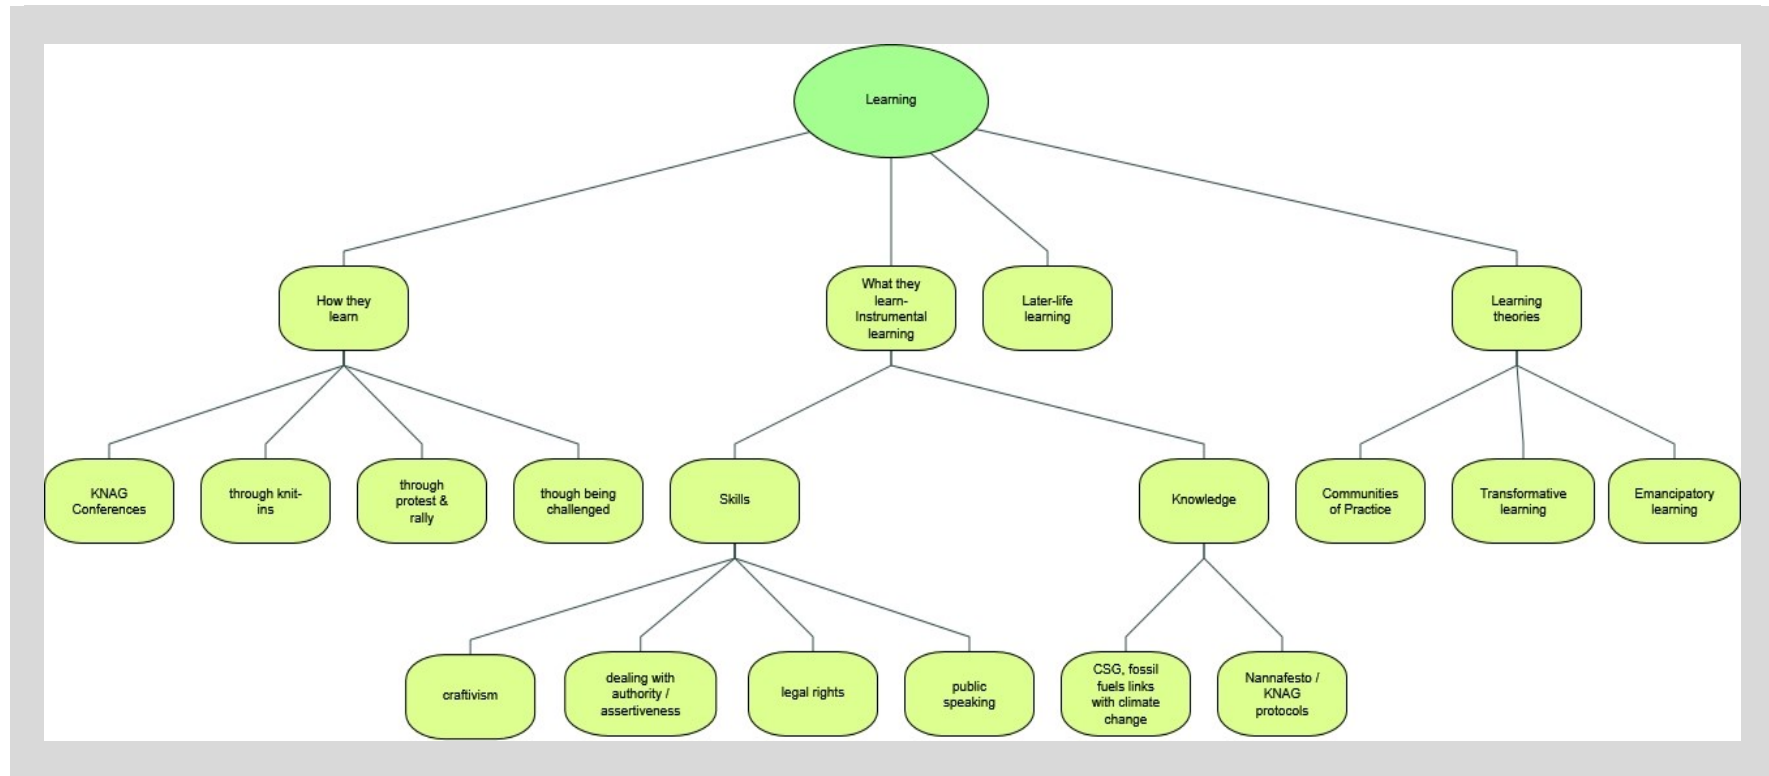 Learning
How they
learn
What they
learn-
Instrumental
learning
Later-life
learning
Learning
theories
KNAG
Conferences
through knit-
ins
through
protest &
rally
though being
challenged
Skills
Knowledge
Communities
of Practice
Transformative
learning
Emancipatory
learning
craftivism
dealing with
authority /
assertiveness
legal rights
public
speaking
CSG, fossil
fuels links
with climate
change
Nannafesto /
KNAG
protocols